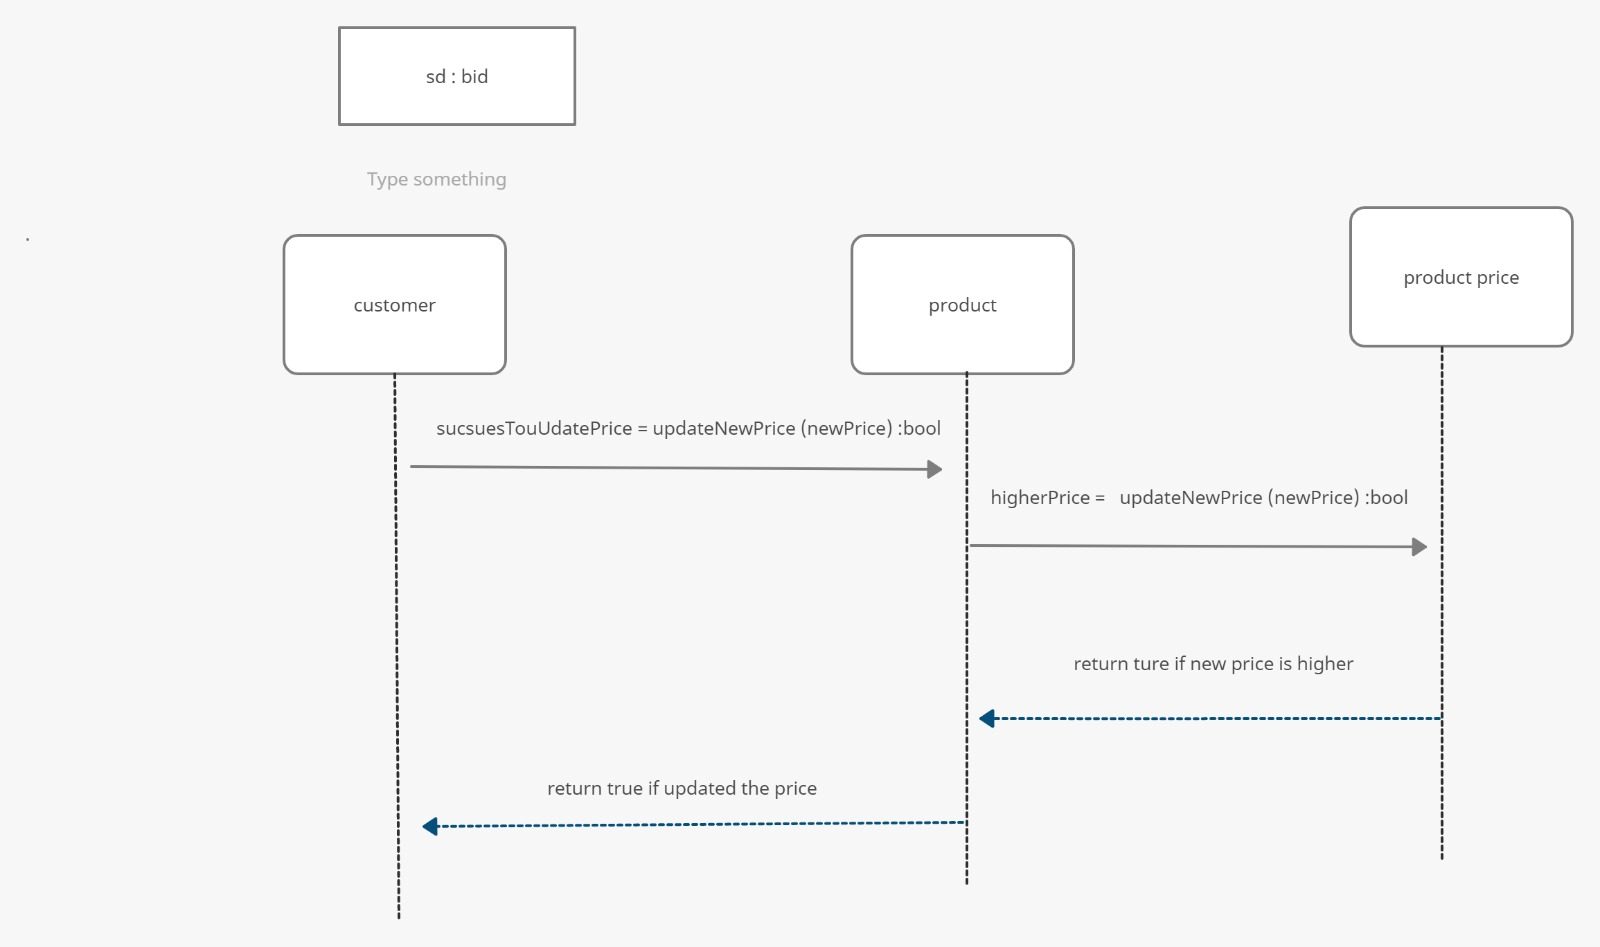 sd : bid
Type something
customer
product
product price
sucsuesTouUdatePrice = updateNewPrice (newPrice) :bool
higherPrice =   updateNewPrice (newPrice) :bool
return ture if new price is higher
return true if updated the price